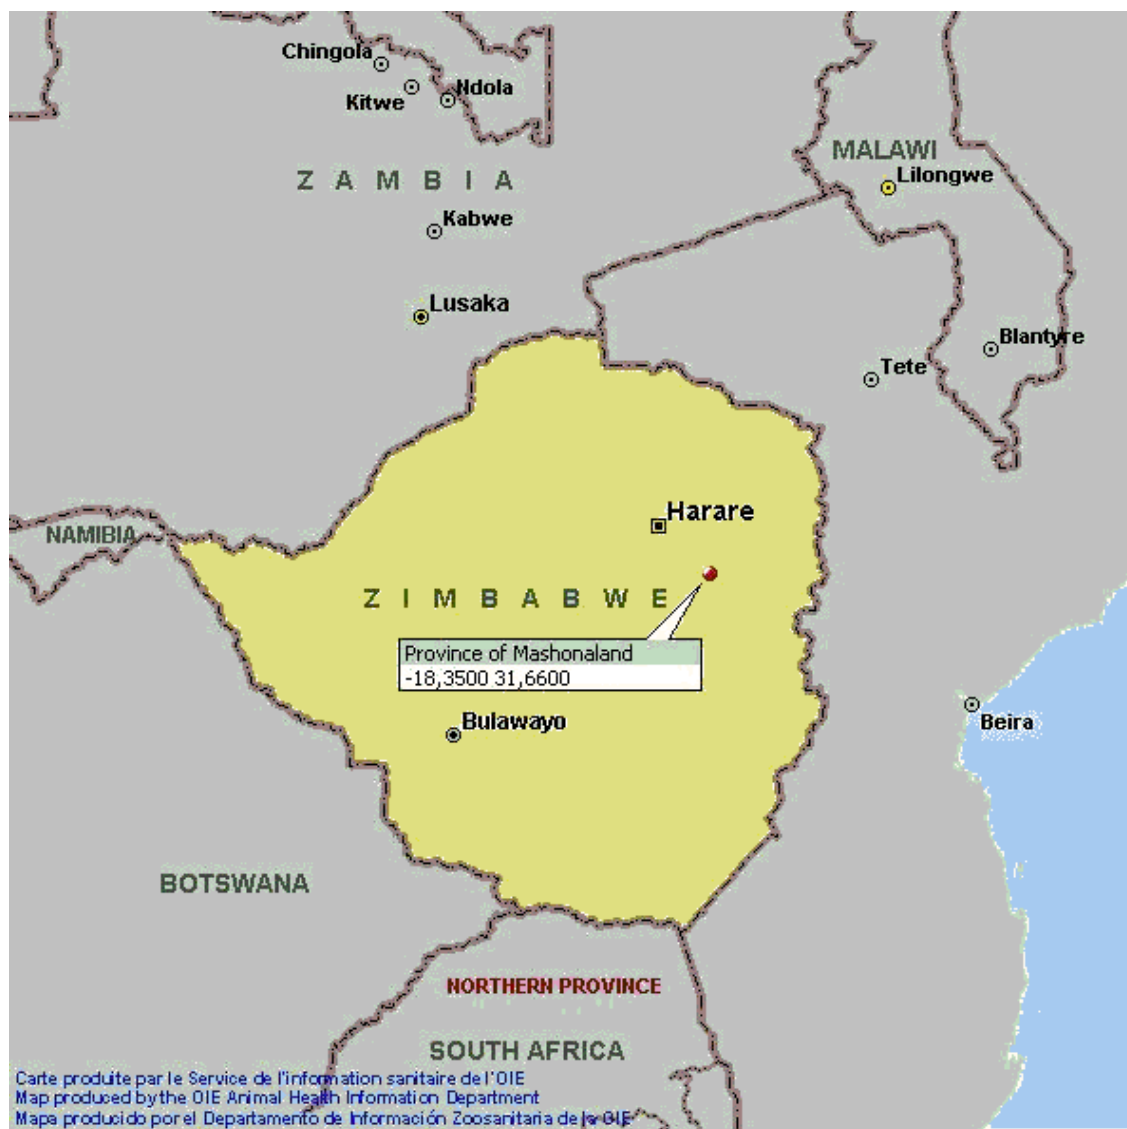 Chingola
Ndola
Kitwe
MALAWI
Lilongwe
ZAMBIA
Kabwe
Lusaka
Blantyre
Tete
Harare
NAMIBIA
ZIMBABWE
Province of Mashonaland
-18,3500 31,6600
Bulawayo
Beira
BOTSWANA
NORTHERN PROVINCE
SOUTH AFRICA
Carte produite par le Service de l'information sanitaire de l'OIE
Map produced by the OIE Animal Health Information Department
Mapa producido por el Departamento de Información Zoosanitaria de la OIE